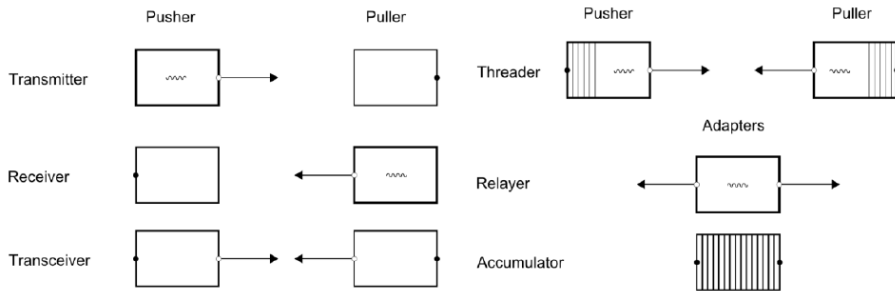 Pusher Puller
Transmitter
Receiver
Transceiver
Pusher Puller
Threader
Adapters
Relayer
Accumulator